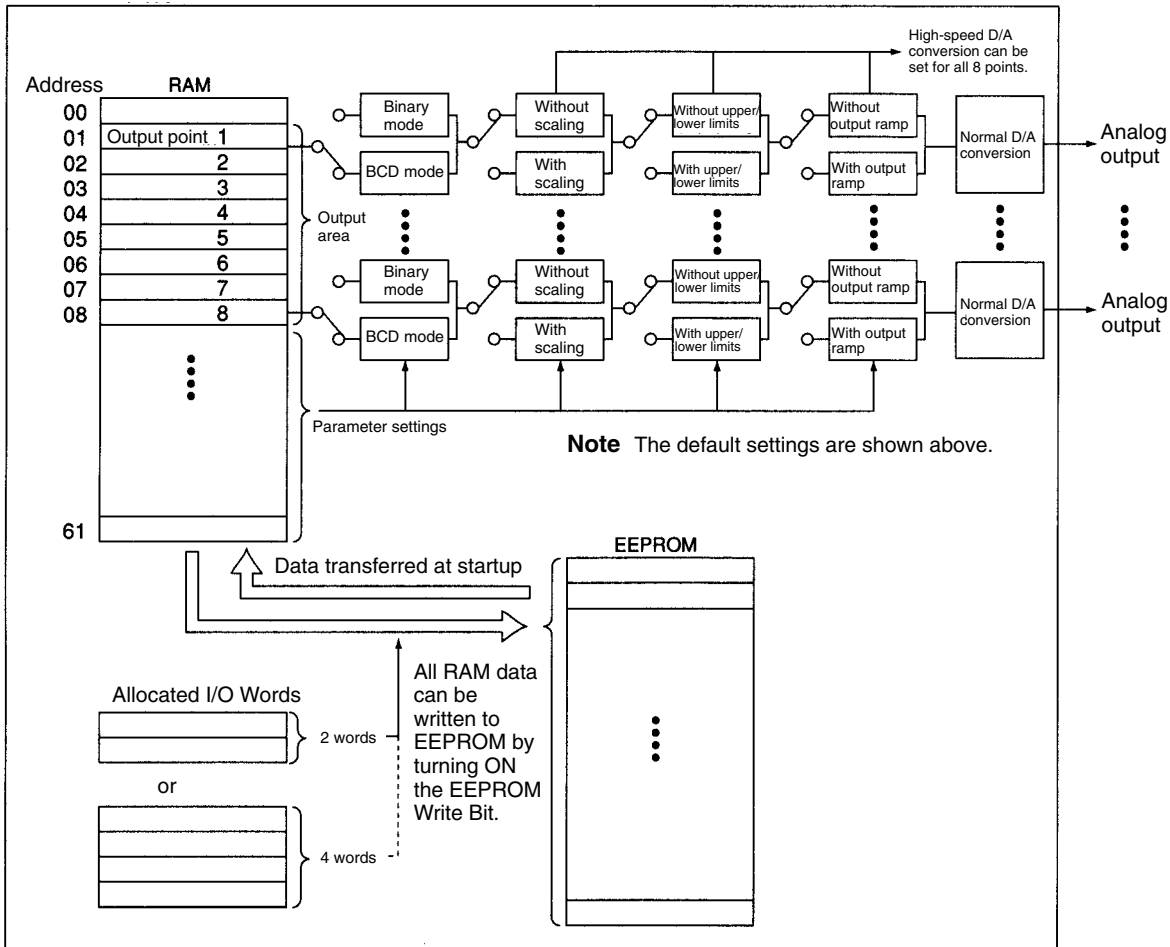 High-speed D/A
conversion can be
set for all 8 points.
Address
RAM
00
01
Output point 1
02
2
03
3
04
4
05
5
06
6
07
7
08
8
61
Output
area
Binary
mode
BCD mode
Without
scaling
With
scaling
Without upper/
lower limits
With upper/
lower limits
Without
output ramp
With output
ramp
Normal D/A
conversion
Analog
output
Binary
mode
BCD mode
Without
scaling
With
scaling
Without upper/
lower limits
With upper/
lower limits
Without
output ramp
With output
ramp
Normal D/A
conversion
Analog
output
Parameter settings
Note The default settings are shown above.
EEPROM
Data transferred at startup
All RAM data
can be
written to
EEPROM by
turning ON
the EEPROM
Write Bit.
Allocated I/O Words
2 words
or
4 words